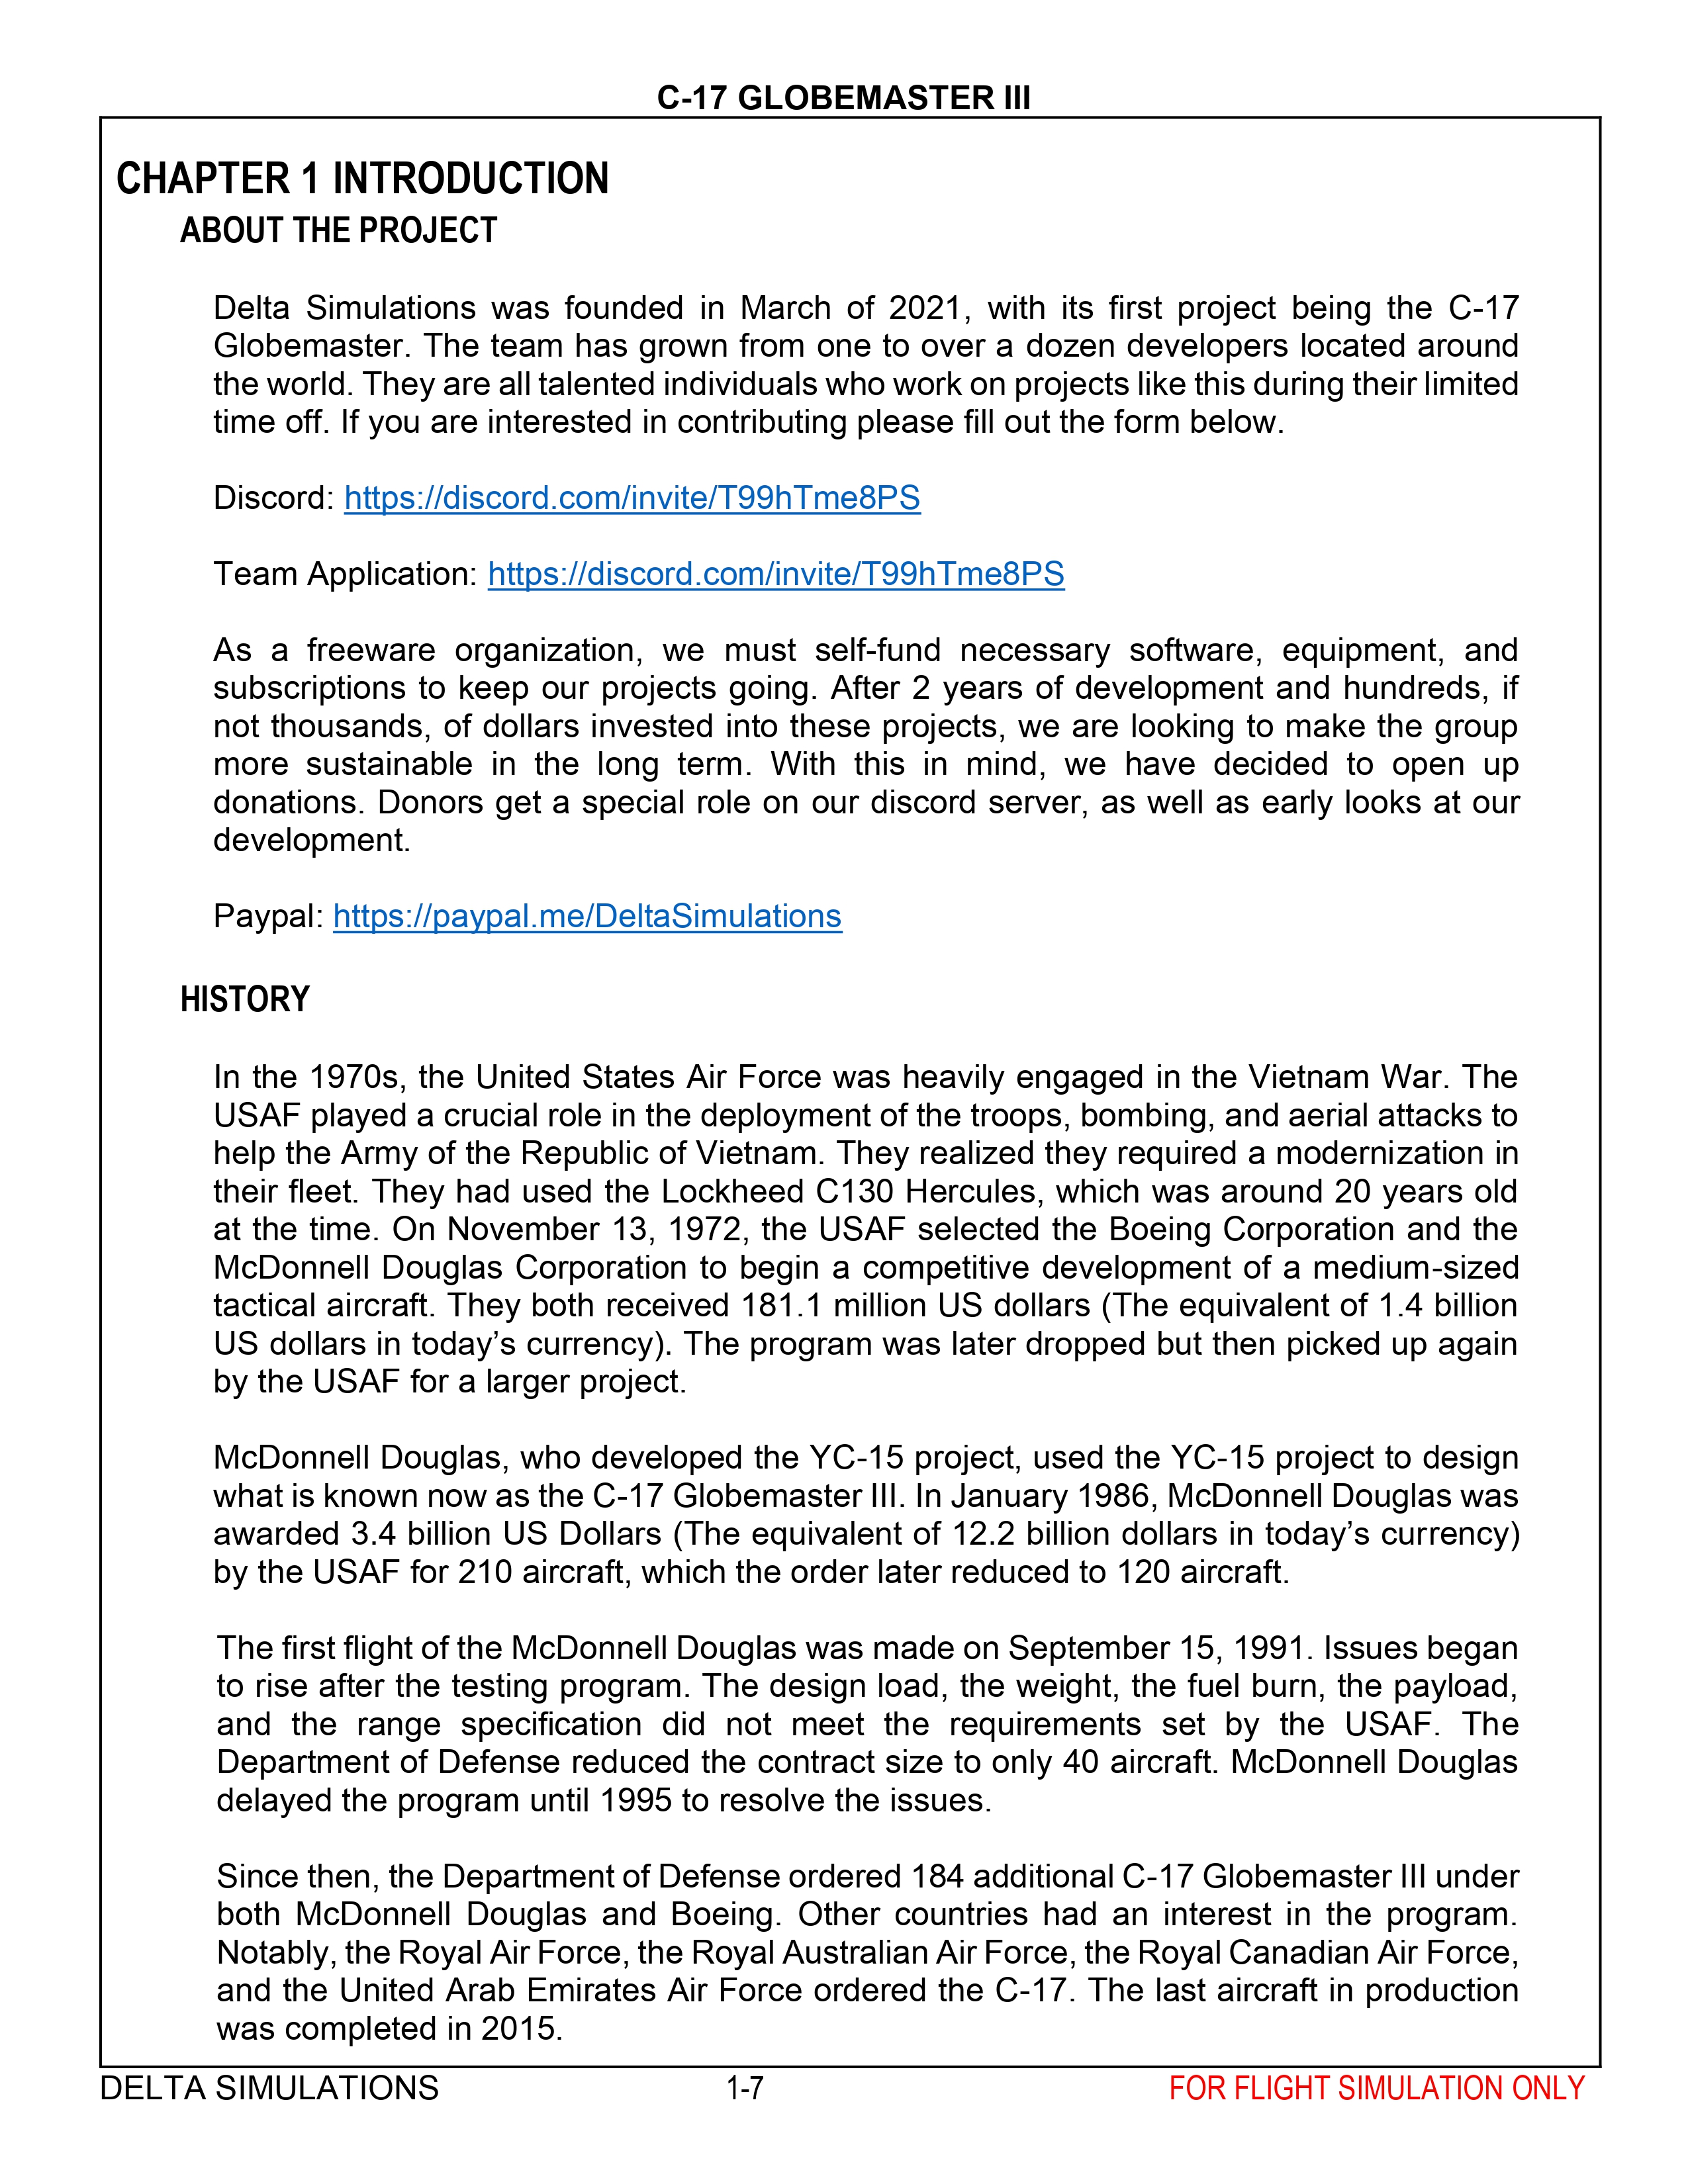 C-17 GLOBEMASTER III
CHAPTER 1 INTRODUCTION
ABOUT THE PROJECT
Delta Simulations was founded in March of 2021, with its first project being the C-17
Globemaster. The team has grown from one to over a dozen developers located around
the world. They are all talented individuals who work on projects like this during their limited
time off. If you are interested in contributing please fill out the form below.
Discord: https://discord.com/invite/T99hTme8PS
Team Application: https://discord.com/invite/T99hTme8PS
As a freeware organization, we must self-fund necessary software, equipment, and
subscriptions to keep our projects going. After 2 years of development and hundreds, if
not thousands, of dollars invested into these projects, we are looking to make the group
more sustainable in the long term. With this in mind, we have decided to open up
donations. Donors get a special role on our discord server, as well as early looks at our
development.
Paypal: https://paypal.me/DeltaSimulations
HISTORY
In the 1970s, the United States Air Force was heavily engaged in the Vietnam War. The
USAF played a crucial role in the deployment of the troops, bombing, and aerial attacks to
help the Army of the Republic of Vietnam. They realized they required a modernization in
their fleet. They had used the Lockheed C130 Hercules, which was around 20 years old
at the time. On November 13, 1972, the USAF selected the Boeing Corporation and the
McDonnell Douglas Corporation to begin a competitive development of a medium-sized
tactical aircraft. They both received 181.1 million US dollars (The equivalent of 1.4 billion
US dollars in today’s currency). The program was later dropped but then picked up again
by the USAF for a larger project.
McDonnell Douglas, who developed the YC-15 project, used the YC-15 project to design
what is known now as the C-17 Globemaster III. In January 1986, McDonnell Douglas was
awarded 3.4 billion US Dollars (The equivalent of 12.2 billion dollars in today’s currency)
by the USAF for 210 aircraft, which the order later reduced to 120 aircraft.
The first flight of the McDonnell Douglas was made on September 15, 1991. Issues began
to rise after the testing program. The design load, the weight, the fuel burn, the payload,
and the range specification did not meet the requirements set by the USAF. The
Department of Defense reduced the contract size to only 40 aircraft. McDonnell Douglas
delayed the program until 1995 to resolve the issues.
Since then, the Department of Defense ordered 184 additional C-17 Globemaster III under
both McDonnell Douglas and Boeing. Other countries had an interest in the program.
Notably, the Royal Air Force, the Royal Australian Air Force, the Royal Canadian Air Force,
and the United Arab Emirates Air Force ordered the C-17. The last aircraft in production
was completed in 2015.
DELTA SIMULATIONS 1-7 FOR FLIGHT SIMULATION ONLY